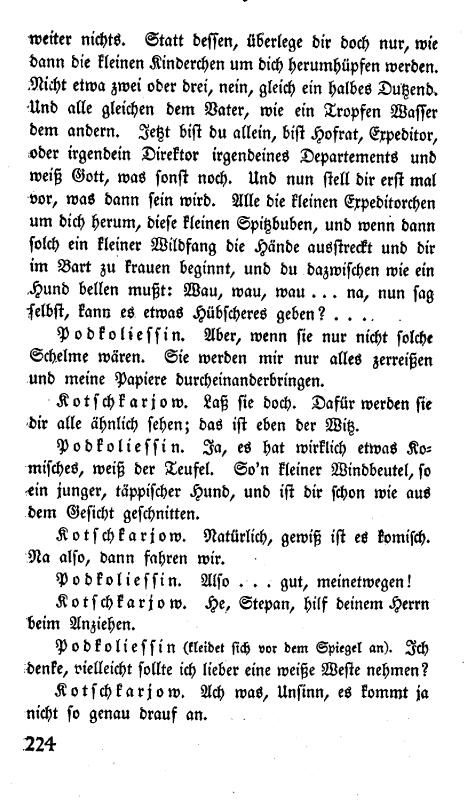 weiter nichts. Statt dessen, überlege dir doch nur, wie
dann die kleinen Kinderchen um dich herumhüpfen werden.
Nicht etwa zwei oder drei, nein, gleich ein halbes Dutzend.
Und alle gleichen dem Vater, wie ein Tropfen Wasser
dem andern. Jetzt bist du allein, bist Hofrat, Expeditor,
oder irgendein Direktor irgendeines Departements und
weiß Gott, was sonst noch. Und nun stell dir erst mal
vor, was dann sein wird. Alle die kleinen Expeditorchen
um dich herum, diese kleinen Spitzbuben, und wenn dann
solch ein kleiner Wildfang die Hände ausstreckt und dir
im Bart zu krauen beginnt, und du dazwischen wie ein
Hund bellen mußt: Wau, wau, wau ... na, nun sag
selbst, kann es etwas Hübscheres geben? ....
Podkoliessin. Aber, wenn sie nur nicht solche
Schelme wären. Sie werden mir nur alles zerreißen
und meine Papiere durcheinanderbringen.
Kotschkarjow. Laß sie doch. Dafür werden sie
dir alle ähnlich sehen; das ist eben der Witz.
Podkoliessin. Ja, es hat wirklich etwas Ko-
misches, weiß der Teufel. So'n kleiner Windbeutel, so
ein junger, täppischer Hund, und ist dir schon wie aus
dem Gesicht geschnitten.
Kotschkarjow. Natürlich, gewiß ist es komisch.
Na also, dann fahren wir.
Podkoliessin. Also ... gut, meinetwegen!
Kotschkarjow. He, Stepan, hilf deinem Herrn
beim Anziehen.
Podkoliessin (kleidet sich vor dem Spiegel an). Ich
denke, vielleicht sollte ich lieber eine weiße Weste nehmen?
Kotschkarjow. Ach was, Unsinn, es kommt ja
nicht so genau drauf an.
224